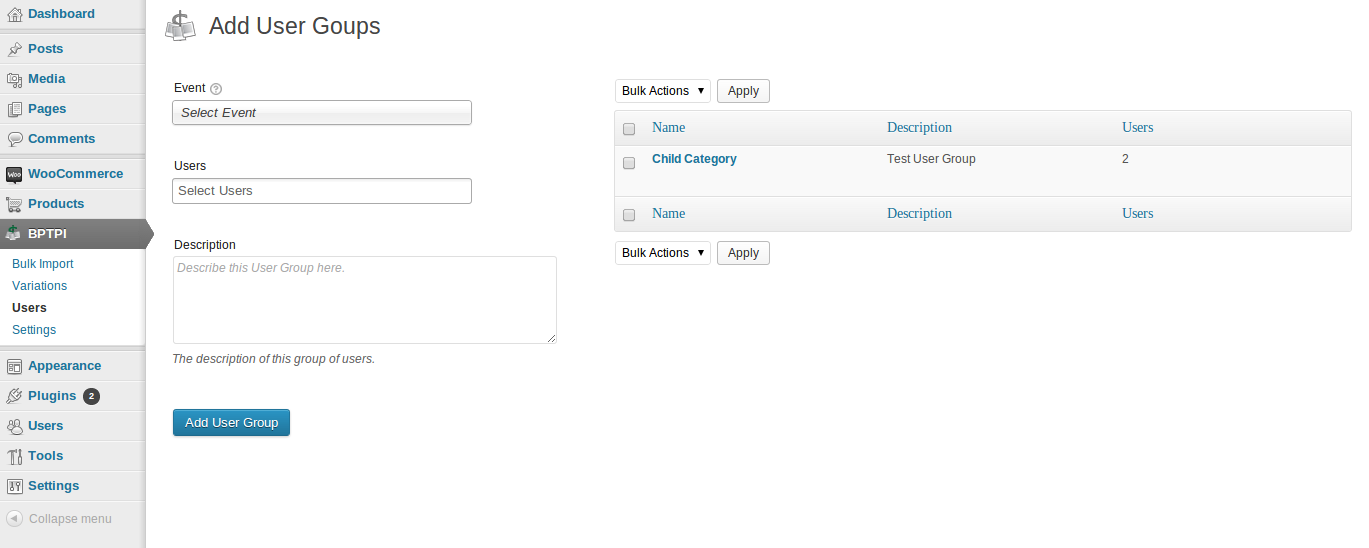 Dashboard
Posts
Media
Pages
Comments
WooCommerce
Products
BPTPI
Bulk Import
Variations
Users
Settings
Appearance
Plugins 2
Users
Tools
Settings
Collapse menu
Add User Goups
Event ?
Select Event
Users
Select Users
Description
Describe this User Group here.
The description of this group of users.
Add User Group
Bulk Actions Apply
Name Description Users
Child Category Test User Group 2
Name Description Users
Bulk Actions Apply